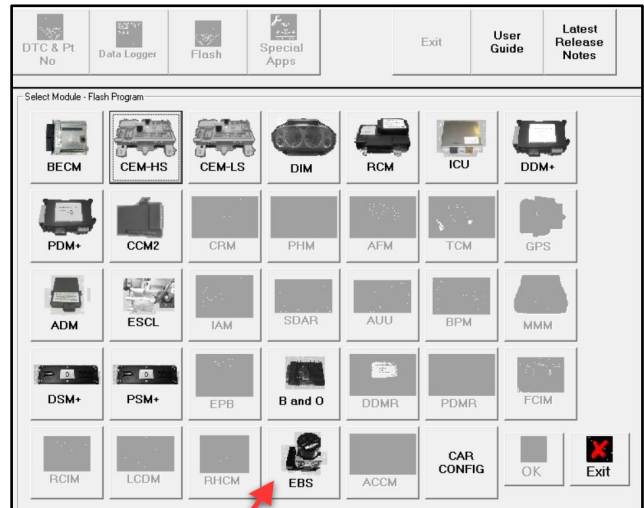 DTC & Pt
No
Data Logger
Flash
Special
Apps
Exit
User
Guide
Latest
Release
Notes
Select Module - Flash Program
BECM
CEM-HS
CEM-LS
DIM
RCM
ICU
DDM+
PDM+
CCM2
CRM
PHM
AFM
TCM
GPS
ADM
ESCL
IAM
SDAR
AUU
BPM
MMM
DSM+
PSM+
EPB
B and O
DDMR
PDMR
FCIM
RCIM
LCDM
RHCM
EBS
ACCM
CAR
CONFIG
OK
Exit